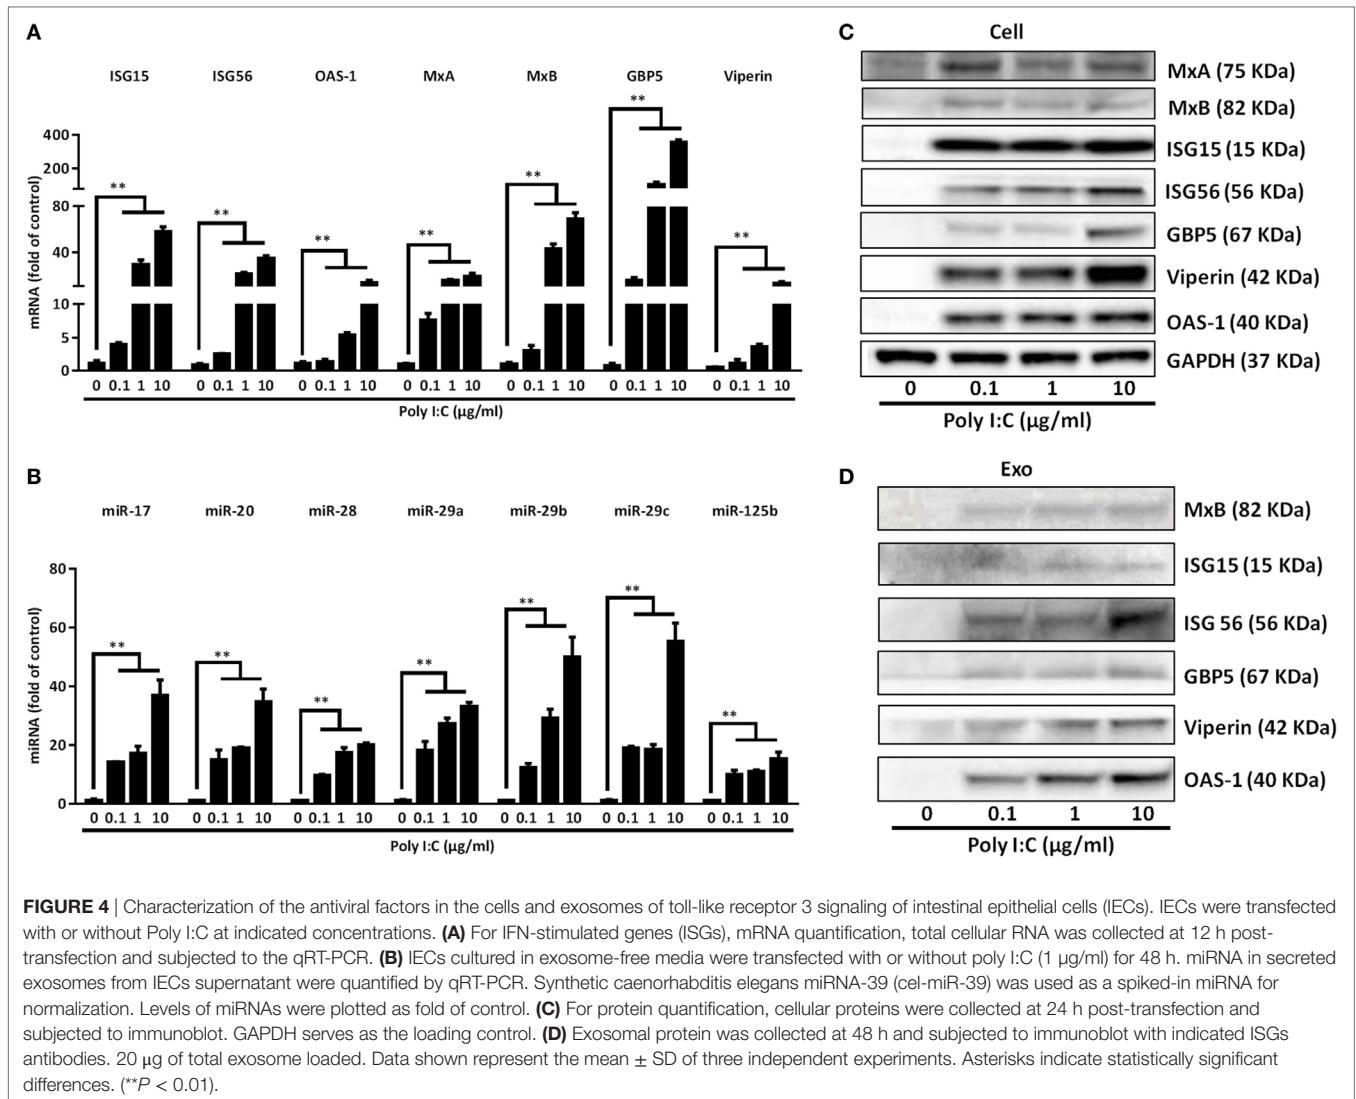 A
ISG15 ISG56 OAS-1 MxA MxB GBP5 Viperin
mRNA (fold of control)
400
200
80
40
10
5
0
** ** ** ** ** ** **
0 0.1 1 10 0 0.1 1 10 0 0.1 1 10 0 0.1 1 10 0 0.1 1 10 0 0.1 1 10 0 0.1 1 10
Poly I:C (µg/ml)
B
miR-17 miR-20 miR-28 miR-29a miR-29b miR-29c miR-125b
miRNA (fold of control)
80
60
40
20
0
** ** ** ** ** ** **
0 0.1 1 10 0 0.1 1 10 0 0.1 1 10 0 0.1 1 10 0 0.1 1 10 0 0.1 1 10 0 0.1 1 10
Poly I:C (µg/ml)
C
Cell
MxA (75 KDa)
MxB (82 KDa)
ISG15 (15 KDa)
ISG56 (56 KDa)
GBP5 (67 KDa)
Viperin (42 KDa)
OAS-1 (40 KDa)
GAPDH (37 KDa)
0 0.1 1 10
Poly I:C (µg/ml)
D
Exo
MxB (82 KDa)
ISG15 (15 KDa)
ISG 56 (56 KDa)
GBP5 (67 KDa)
Viperin (42 KDa)
OAS-1 (40 KDa)
0 0.1 1 10
Poly I:C (µg/ml)
FIGURE 4 | Characterization of the antiviral factors in the cells and exosomes of toll-like receptor 3 signaling of intestinal epithelial cells (IECs). IECs were transfected
with or without Poly I:C at indicated concentrations. (A) For IFN-stimulated genes (ISGs), mRNA quantification, total cellular RNA was collected at 12 h post-
transfection and subjected to the qRT-PCR. (B) IECs cultured in exosome-free media were transfected with or without poly I:C (1 µg/ml) for 48 h. miRNA in secreted
exosomes from IECs supernatant were quantified by qRT-PCR. Synthetic caenorhabditis elegans miRNA-39 (cel-miR-39) was used as a spiked-in miRNA for
normalization. Levels of miRNAs were plotted as fold of control. (C) For protein quantification, cellular proteins were collected at 24 h post-transfection and
subjected to immunoblot. GAPDH serves as the loading control. (D) Exosomal protein was collected at 48 h and subjected to immunoblot with indicated ISGs
antibodies. 20 µg of total exosome loaded. Data shown represent the mean ± SD of three independent experiments. Asterisks indicate statistically significant
differences. (**P < 0.01).